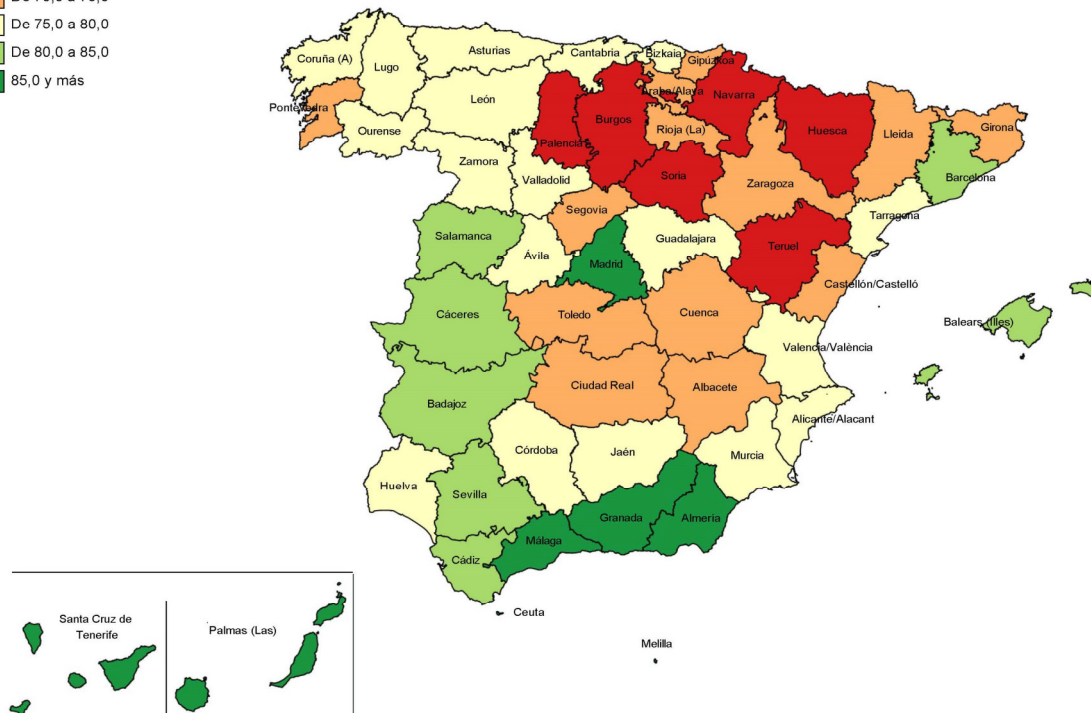 De 75,0 a 80,0
De 80,0 a 85,0
85,0 y más
Coruña (A)
Lugo
Asturias
Cantabria
Bizkaia
Gipúzkoa
Araba/Alava
Navarra
Pontevedra
Ourense
León
Palencia
Burgos
Rioja (La)
Huesca
Lleida
Girona
Zamora
Valladolid
Soria
Zaragoza
Barcelona
Segovia
Tarragona
Salamanca
Ávila
Madrid
Guadalajara
Teruel
Castellón/Castelló
Cáceres
Toledo
Cuenca
Balears (Illes)
Valencia/València
Badajoz
Ciudad Real
Albacete
Alicante/Alacant
Córdoba
Jaén
Murcia
Huelva
Sevilla
Granada
Almería
Málaga
Cádiz
Ceuta
Melilla
Santa Cruz de
Tenerife
Palmas (Las)